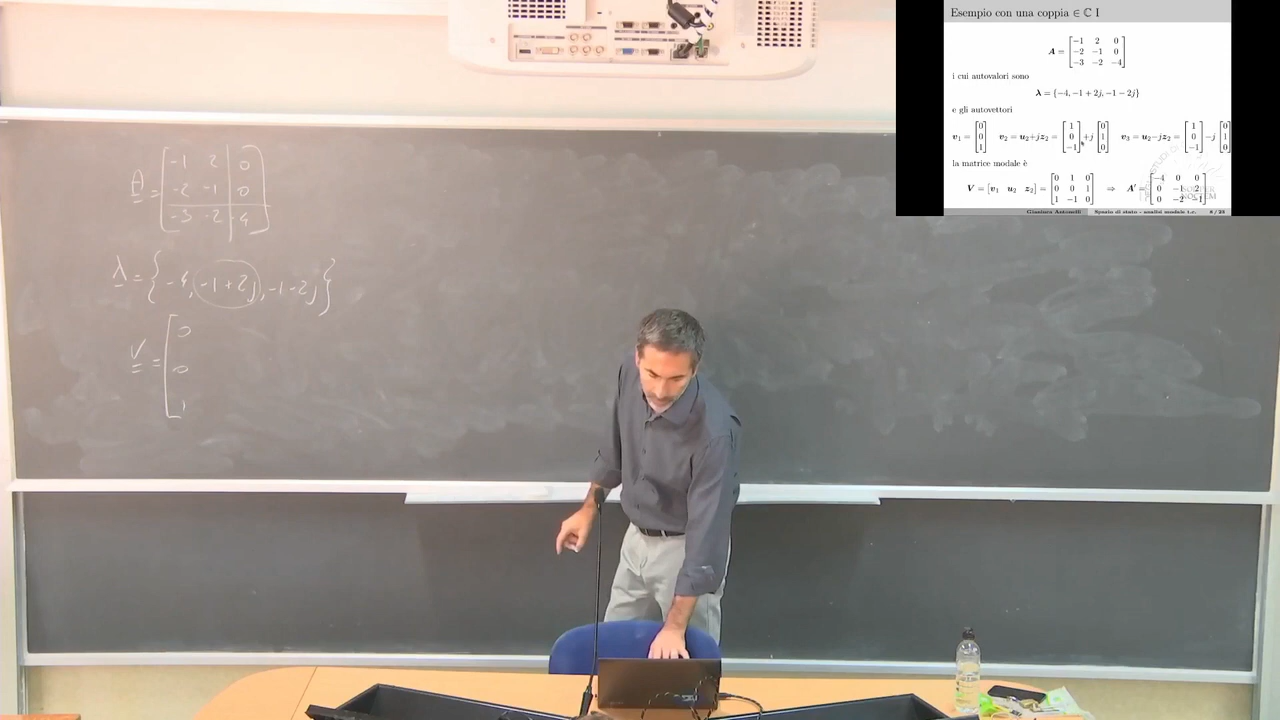 Esempio con una coppia ∈ ℂ I
A = [−1 2 0
−2 −1 0
−3 −2 −4]
i cui autovalori sono
λ = {−4, −1 + 2j, −1 − 2j}
e gli autovettori
v₁ = [0 0 1] v₂ = u₂+jz₂ = [1 0 −1] +j [0 1 0] v₃ = u₂−jz₂ = [1 0 −1] −j [0 1 0]
la matrice modale è
V = [v₁ u₂ z₂] = [0 1 0
0 0 1
1 −1 0] ⇒ A′ = [−4 0 0
0 −1 2
0 −2 −1]
Gianluca Antonelli Spazio di stato - analisi modale t.c. 8/23
A = [-1 2 0
-2 -1 0
-3 -2 -4]
λ = {-4, -1+2j, -1-2j}
V = [0
0
1